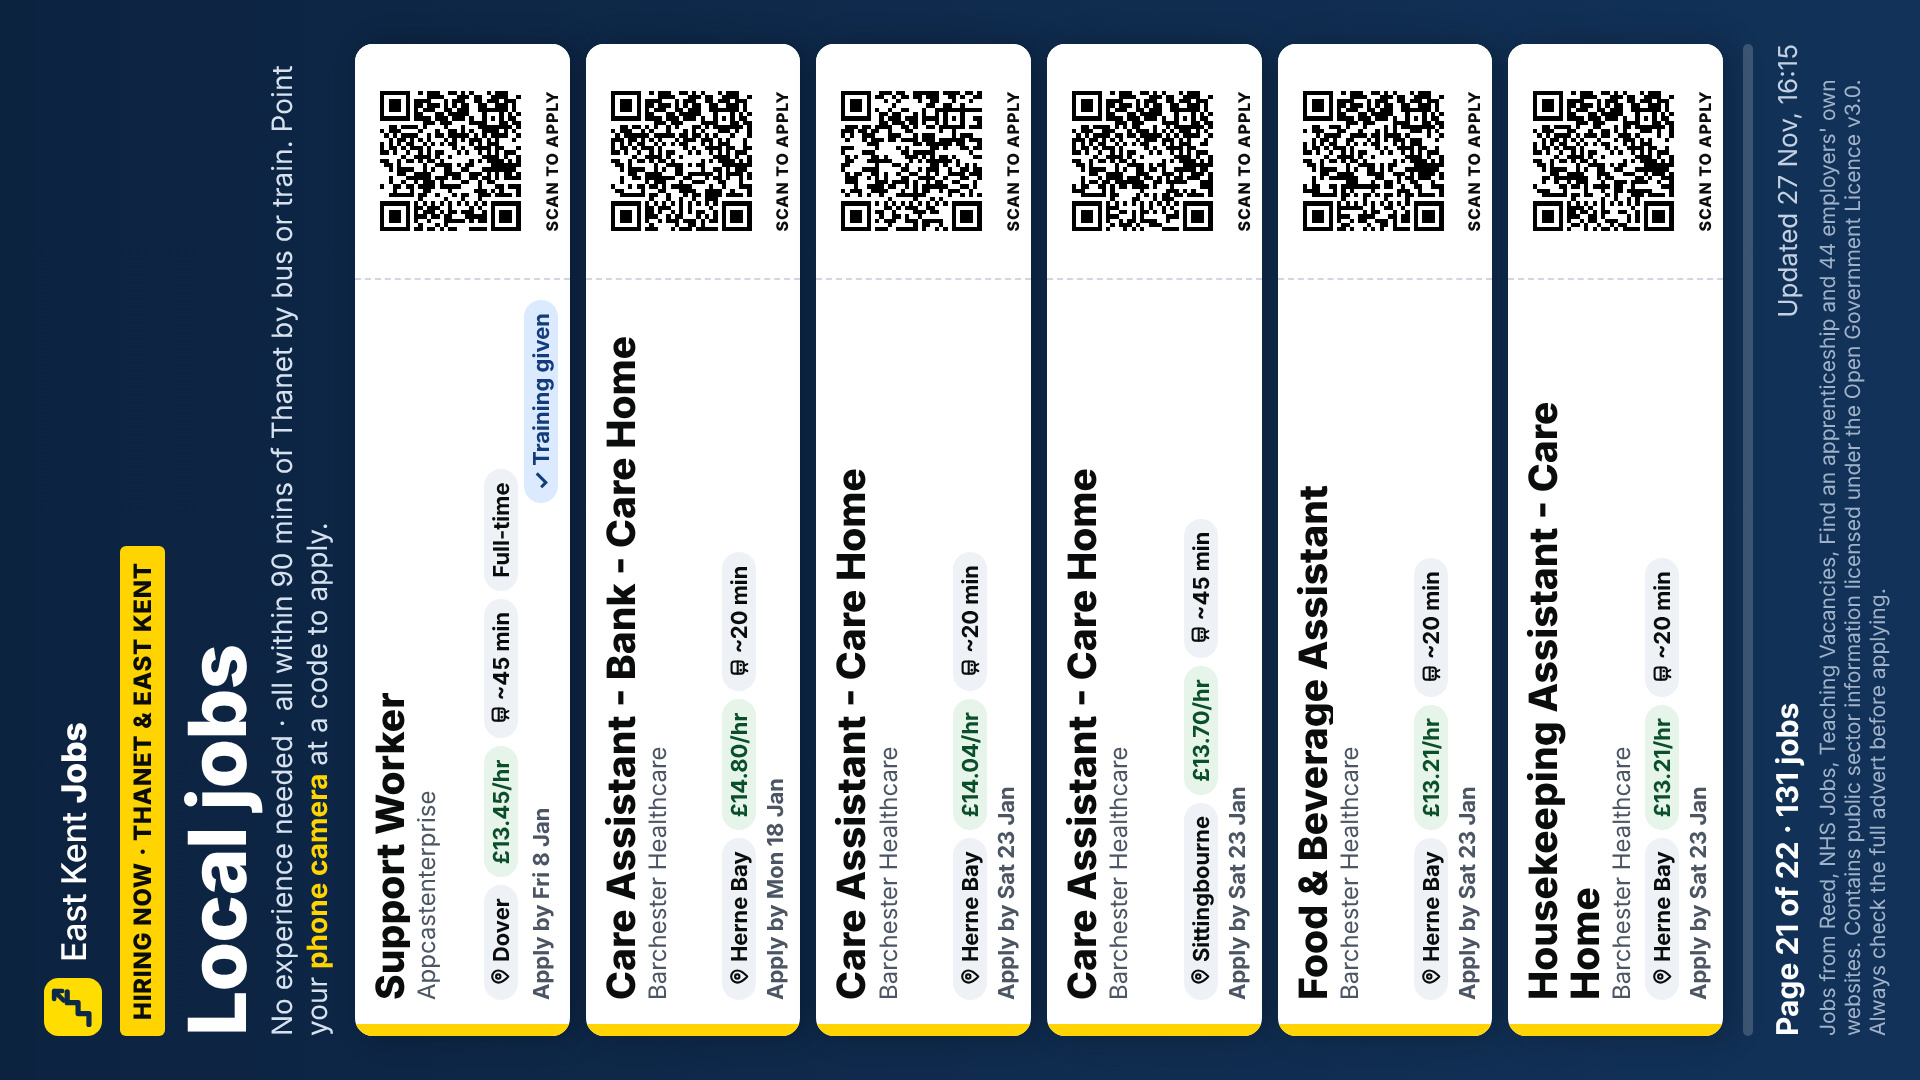 East Kent Jobs
HIRING NOW · THANET & EAST KENT
Local jobs
No experience needed · all within 90 mins of Thanet by bus or train. Point
your phone camera at a code to apply.
Support Worker
Appcastenterprise
Dover £13.45/hr ~45 min Full-time
Apply by Fri 8 Jan ✓ Training given
SCAN TO APPLY
Care Assistant - Bank - Care Home
Barchester Healthcare
Herne Bay £14.80/hr ~20 min
Apply by Mon 18 Jan
SCAN TO APPLY
Care Assistant - Care Home
Barchester Healthcare
Herne Bay £14.04/hr ~20 min
Apply by Sat 23 Jan
SCAN TO APPLY
Care Assistant - Care Home
Barchester Healthcare
Sittingbourne £13.70/hr ~45 min
Apply by Sat 23 Jan
SCAN TO APPLY
Food & Beverage Assistant
Barchester Healthcare
Herne Bay £13.21/hr ~20 min
Apply by Sat 23 Jan
SCAN TO APPLY
Housekeeping Assistant - Care
Home
Barchester Healthcare
Herne Bay £13.21/hr ~20 min
Apply by Sat 23 Jan
SCAN TO APPLY
Page 21 of 22 · 131 jobs Updated 27 Nov, 16:15
Jobs from Reed, NHS Jobs, Teaching Vacancies, Find an apprenticeship and 44 employers' own
websites. Contains public sector information licensed under the Open Government Licence v3.0.
Always check the full advert before applying.